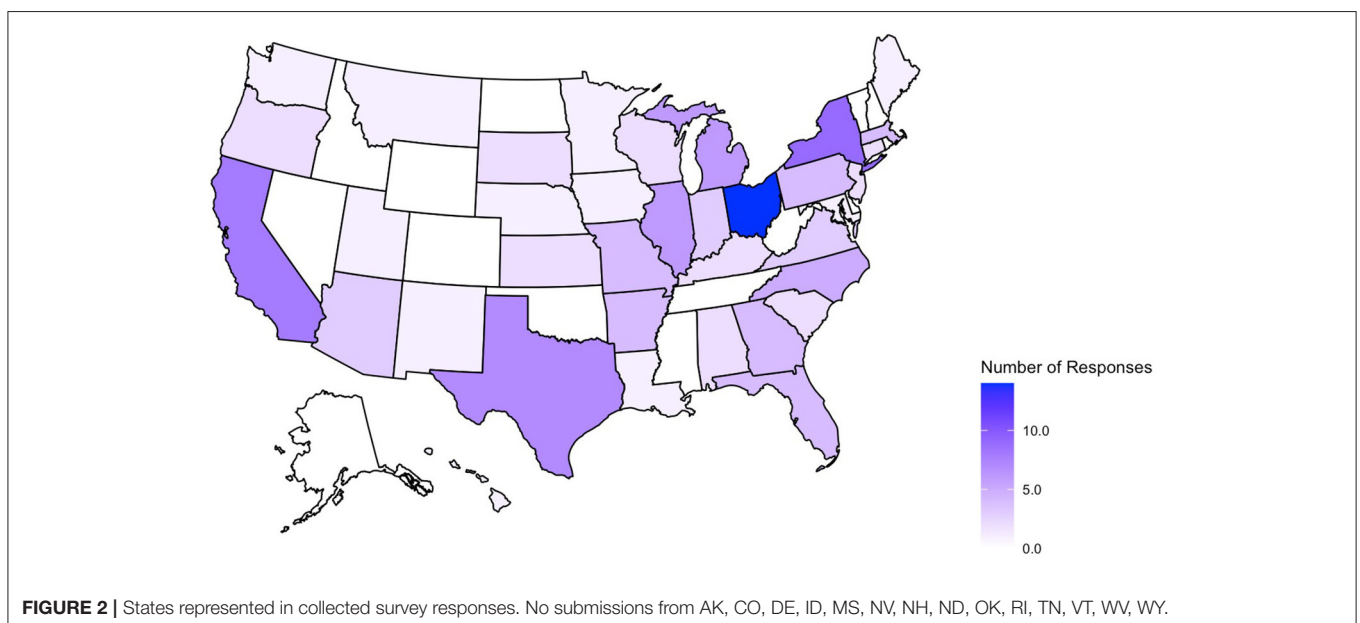 Number of Responses
10.0
5.0
0.0
FIGURE 2 | States represented in collected survey responses. No submissions from AK, CO, DE, ID, MS, NV, NH, ND, OK, RI, TN, VT, WV, WY.